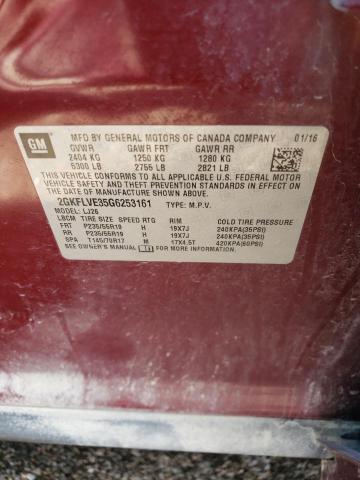 GM
MFD BY GENERAL MOTORS OF CANADA COMPANY 01/16
GVWR GAWR FRT GAWR RR
2404 KG 1250 KG 1280 KG
5300 LB 2756 LB 2821 LB
THIS VEHICLE CONFORMS TO ALL APPLICABLE U.S. FEDERAL MOTOR
VEHICLE SAFETY, BUMPER, AND THEFT PREVENTION STANDARDS IN
EFFECT ON THE DATE OF MANUFACTURE SHOWN ABOVE.
2GKFLVE35G6253161 TYPE: M.P.V.
MODEL: LJ26
LBCM TIRE SIZE SPEED RTG RIM COLD TIRE PRESSURE
FRT P235/55R19 H 19X7J 240KPA(35PSI)
RR P235/55R19 H 19X7J 240KPA(35PSI)
SPA T145/70R17 M 17X4.5T 420KPA(60PSI)
SEE OWNER'S MANUAL FOR MORE INFORMATION.